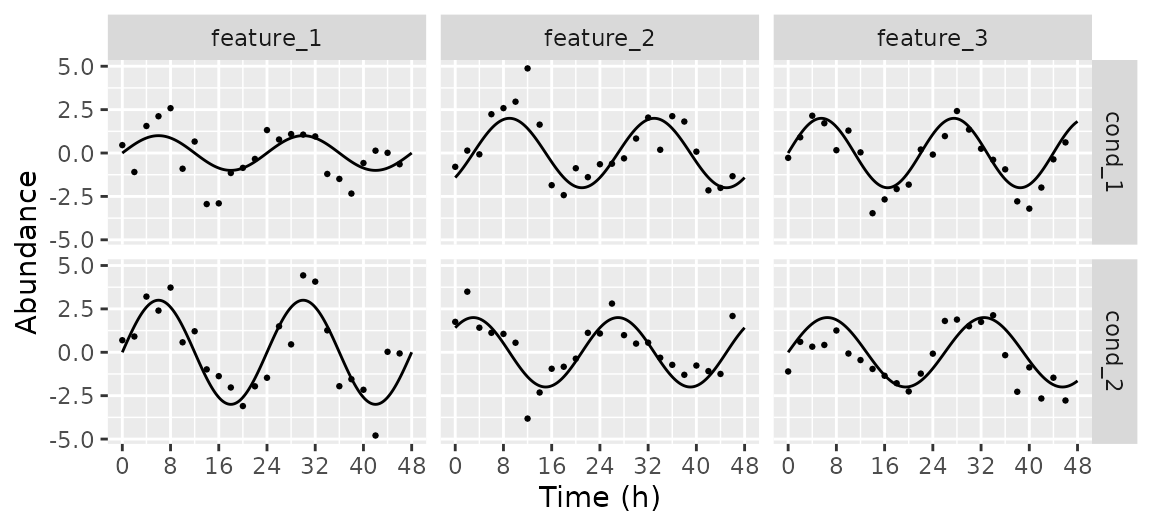 feature_1 feature_2 feature_3
5.0
2.5
0.0
-2.5
-5.0
cond_1
5.0
2.5
0.0
-2.5
-5.0
cond_2
Abundance
0 8 16 24 32 40 48 0 8 16 24 32 40 48 0 8 16 24 32 40 48
Time (h)